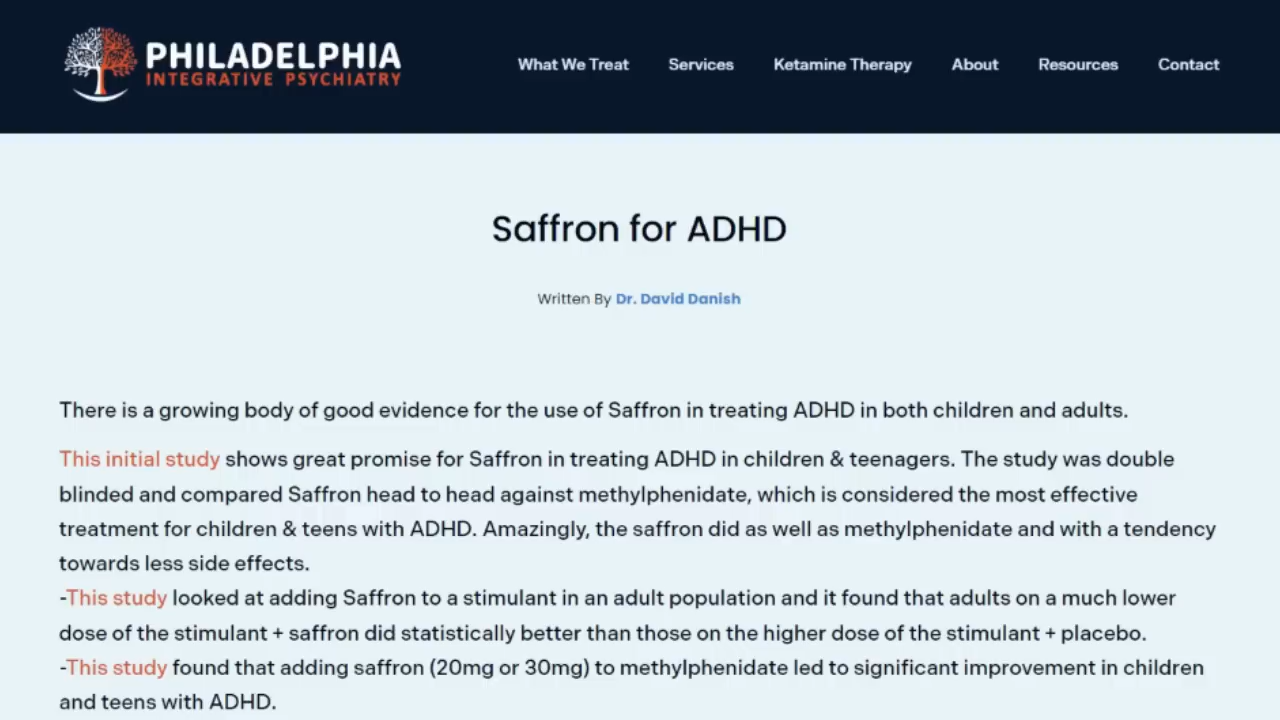 PHILADELPHIA
INTEGRATIVE PSYCHIATRY
What We Treat Services Ketamine Therapy About Resources Contact
Saffron for ADHD
Written By Dr. David Danish
There is a growing body of good evidence for the use of Saffron in treating ADHD in both children and adults.
This initial study shows great promise for Saffron in treating ADHD in children & teenagers. The study was double
blinded and compared Saffron head to head against methylphenidate, which is considered the most effective
treatment for children & teens with ADHD. Amazingly, the saffron did as well as methylphenidate and with a tendency
towards less side effects.
-This study looked at adding Saffron to a stimulant in an adult population and it found that adults on a much lower
dose of the stimulant + saffron did statistically better than those on the higher dose of the stimulant + placebo.
-This study found that adding saffron (20mg or 30mg) to methylphenidate led to significant improvement in children
and teens with ADHD.